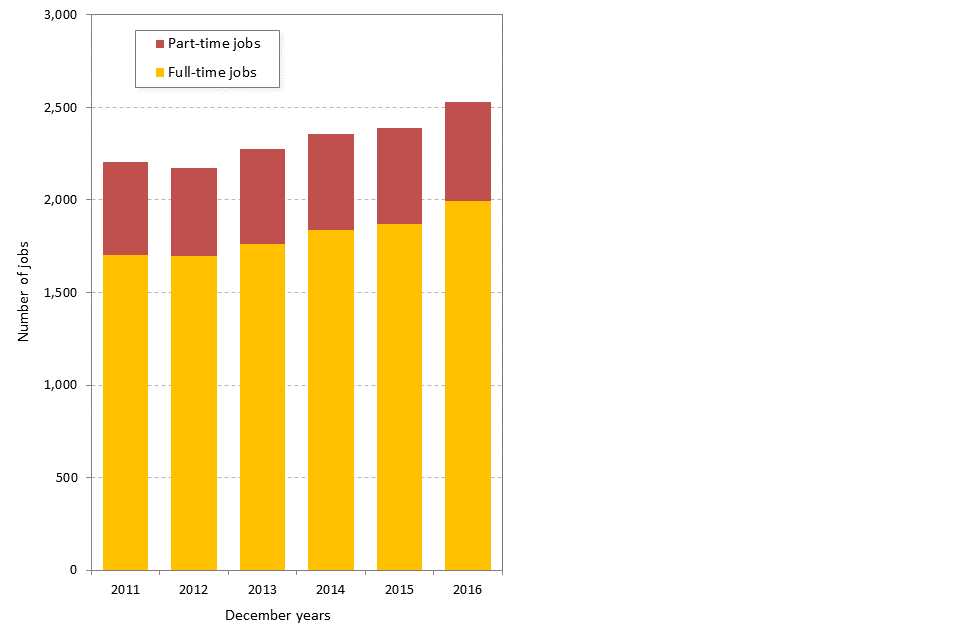 3,000
Part-time jobs
Full-time jobs
2,500
2,000
Number of jobs
1,500
1,000
500
0
2011 2012 2013 2014 2015 2016
December years